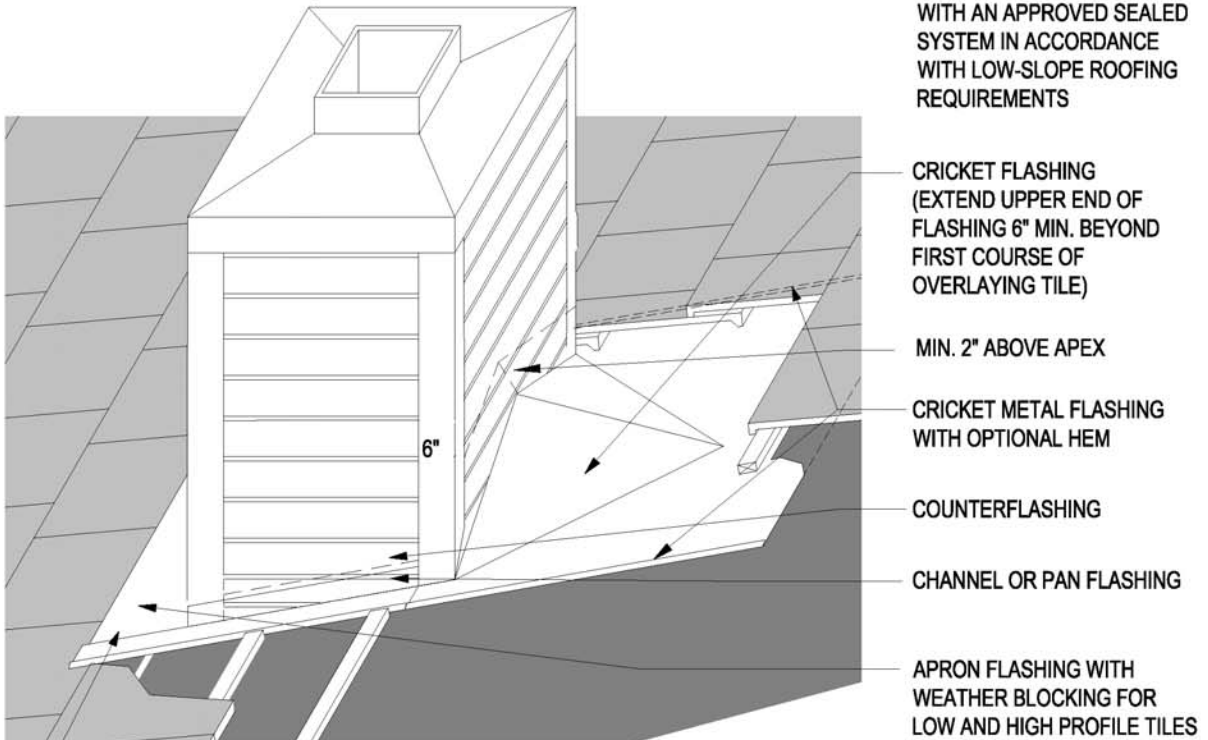 WITH AN APPROVED SEALED
SYSTEM IN ACCORDANCE
WITH LOW-SLOPE ROOFING
REQUIREMENTS
CRICKET FLASHING
(EXTEND UPPER END OF
FLASHING 6" MIN. BEYOND
FIRST COURSE OF
OVERLAYING TILE)
MIN. 2" ABOVE APEX
CRICKET METAL FLASHING
WITH OPTIONAL HEM
6"
COUNTERFLASHING
CHANNEL OR PAN FLASHING
APRON FLASHING WITH
WEATHER BLOCKING FOR
LOW AND HIGH PROFILE TILES